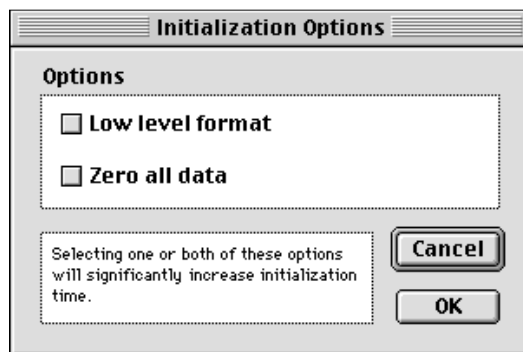 Initialization Options
Options
Low level format
Zero all data
Selecting one or both of these options
will significantly increase initialization
time.
Cancel
OK